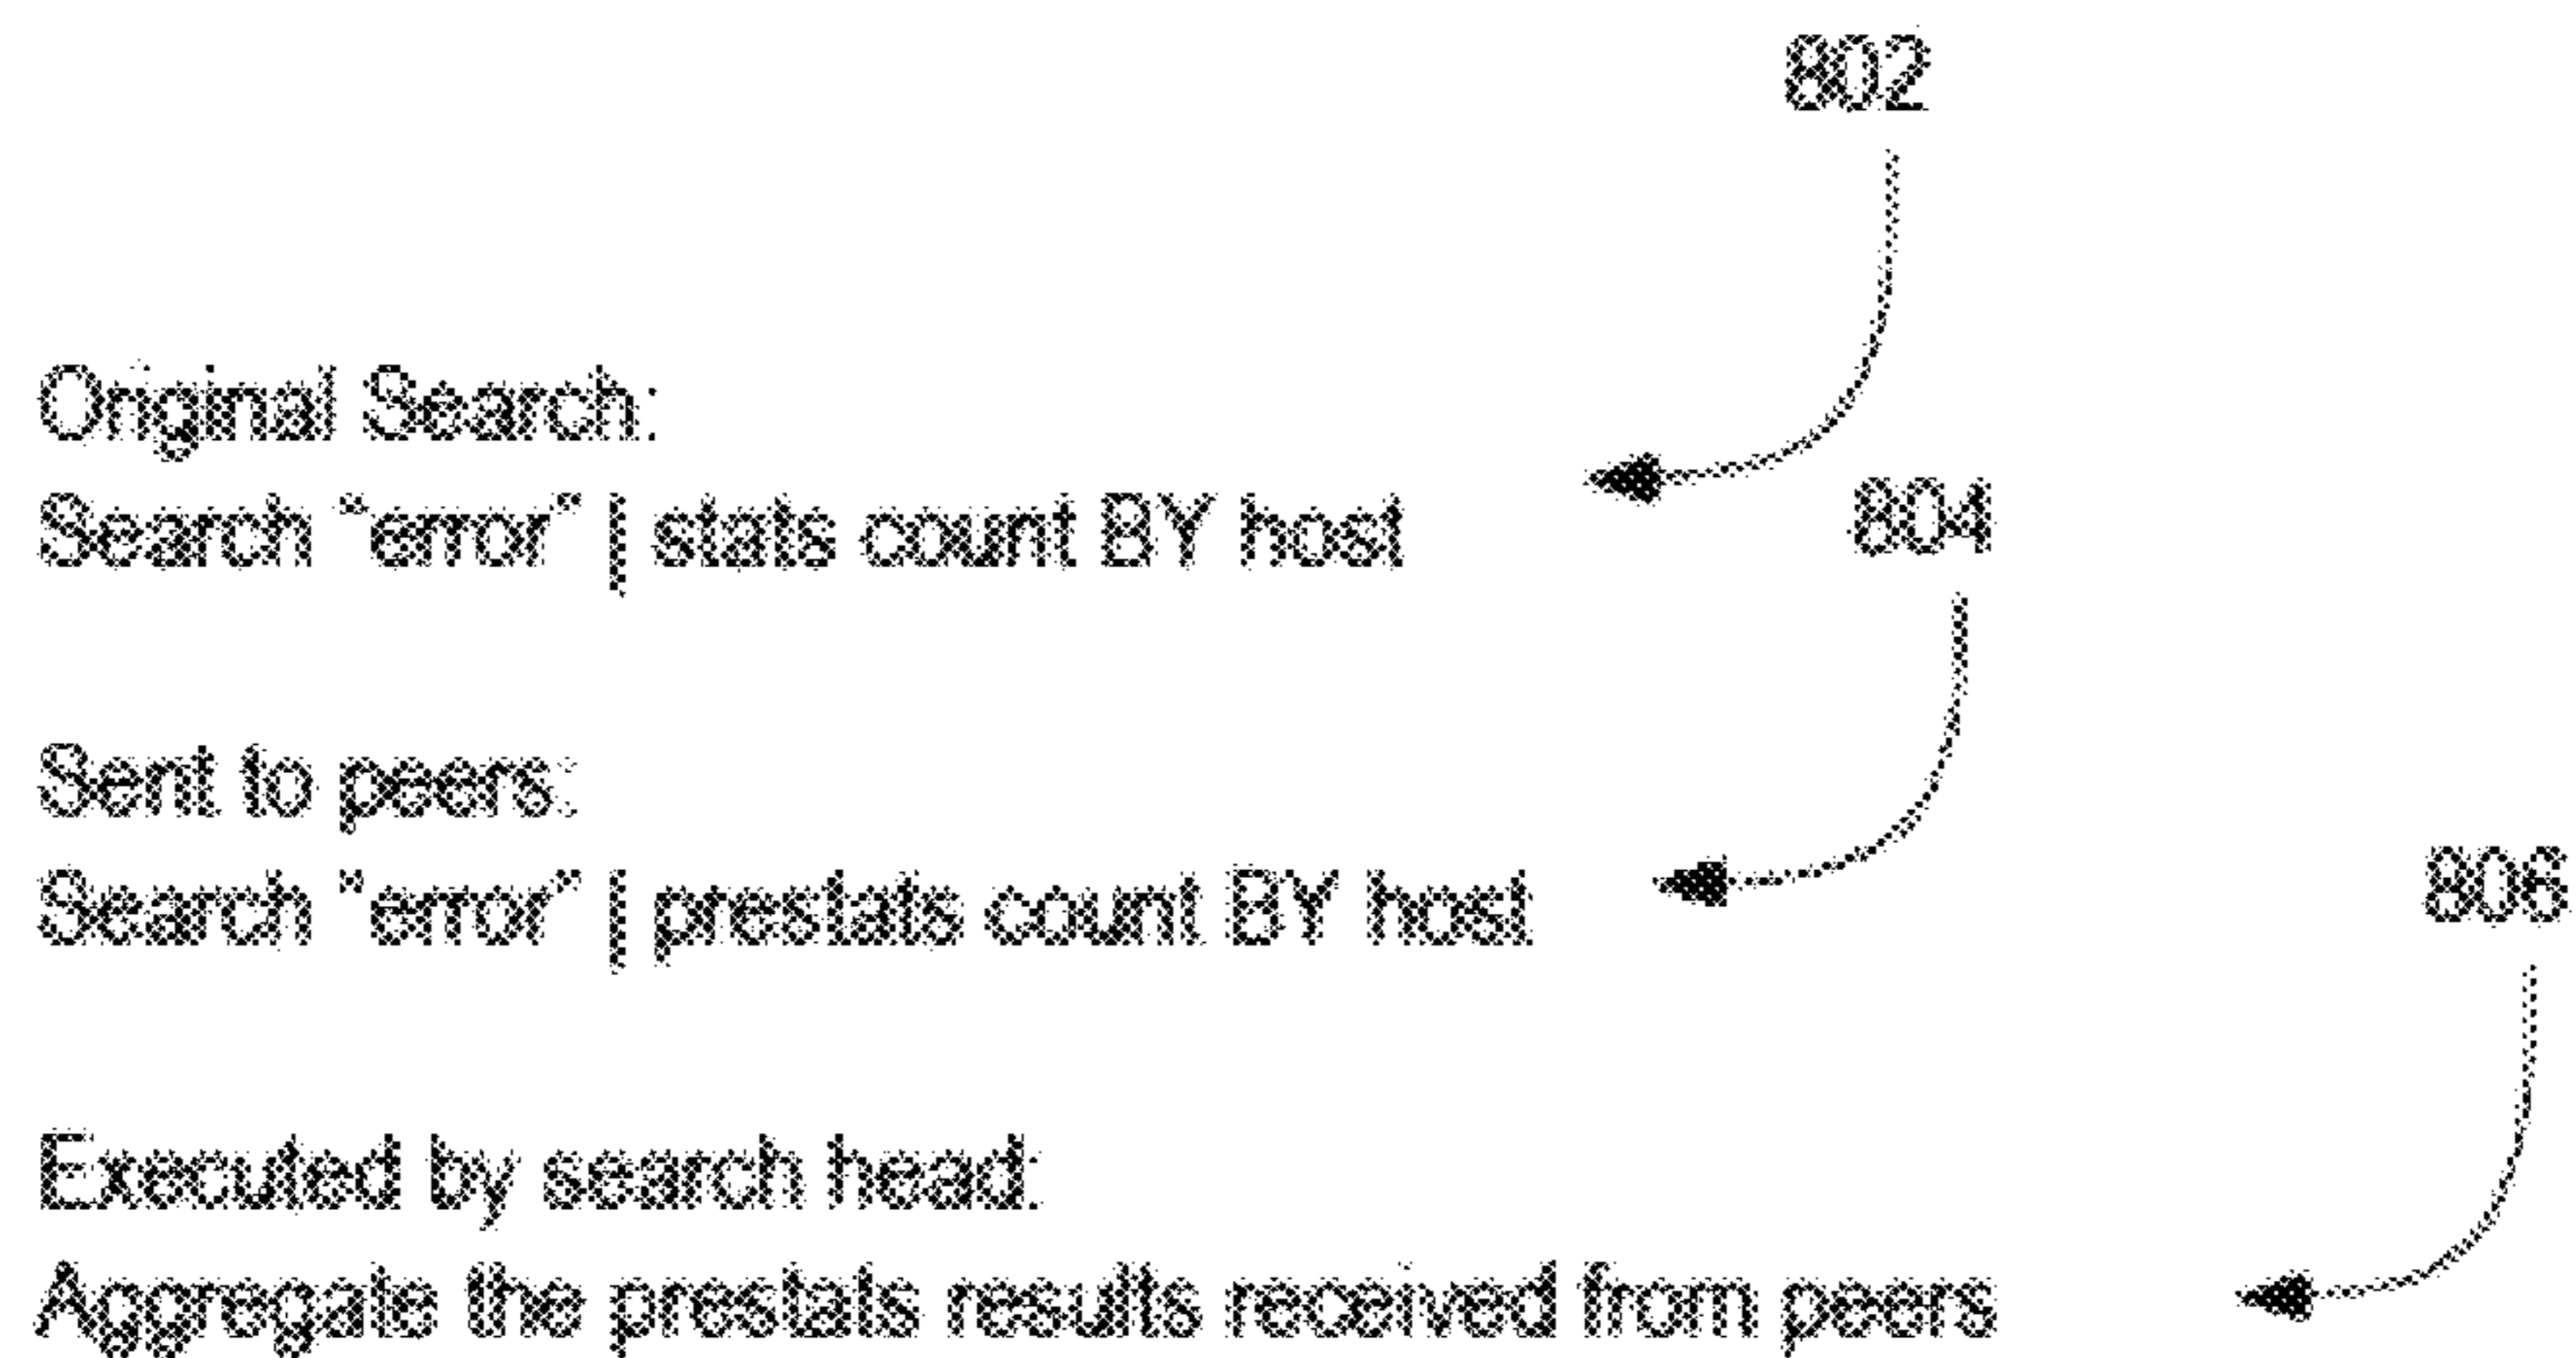 802
Original Search:
Search "error" | stats count BY host
804
Sent to peers:
Search "error" | prestats count BY host
806
Executed by search head:
Aggregate the prestats results received from peers